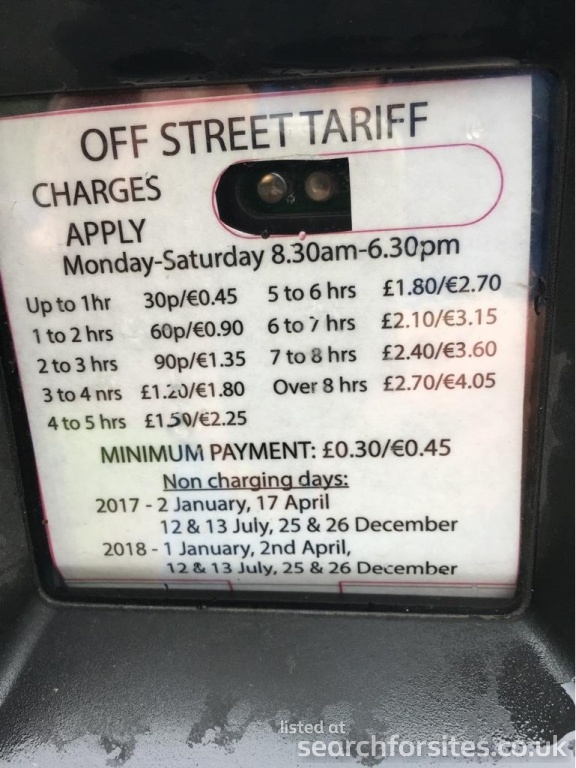 OFF STREET TARIFF
CHARGES
APPLY
Monday-Saturday 8.30am-6.30pm
Up to 1hr 30p/€0.45 5 to 6 hrs £1.80/€2.70
1 to 2 hrs 60p/€0.90 6 to 7 hrs £2.10/€3.15
2 to 3 hrs 90p/€1.35 7 to 8 hrs £2.40/€3.60
3 to 4 hrs £1.20/€1.80 Over 8 hrs £2.70/€4.05
4 to 5 hrs £1.50/€2.25
MINIMUM PAYMENT: £0.30/€0.45
Non charging days:
2017 - 2 January, 17 April
12 & 13 July, 25 & 26 December
2018 - 1 January, 2nd April,
12 & 13 July, 25 & 26 December
listed at
searchforsites.co.uk